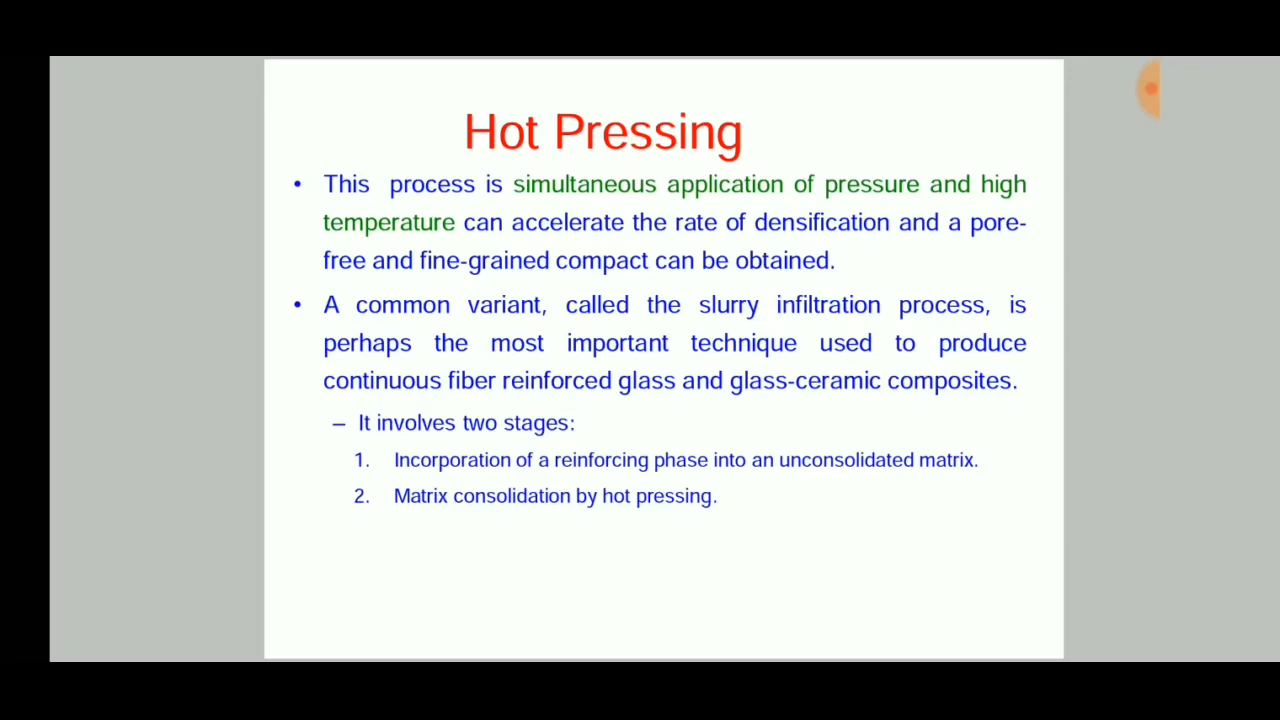 Hot Pressing
• This process is simultaneous application of pressure and high
temperature can accelerate the rate of densification and a pore-
free and fine-grained compact can be obtained.
• A common variant, called the slurry infiltration process, is
perhaps the most important technique used to produce
continuous fiber reinforced glass and glass-ceramic composites.
– It involves two stages:
1. Incorporation of a reinforcing phase into an unconsolidated matrix.
2. Matrix consolidation by hot pressing.